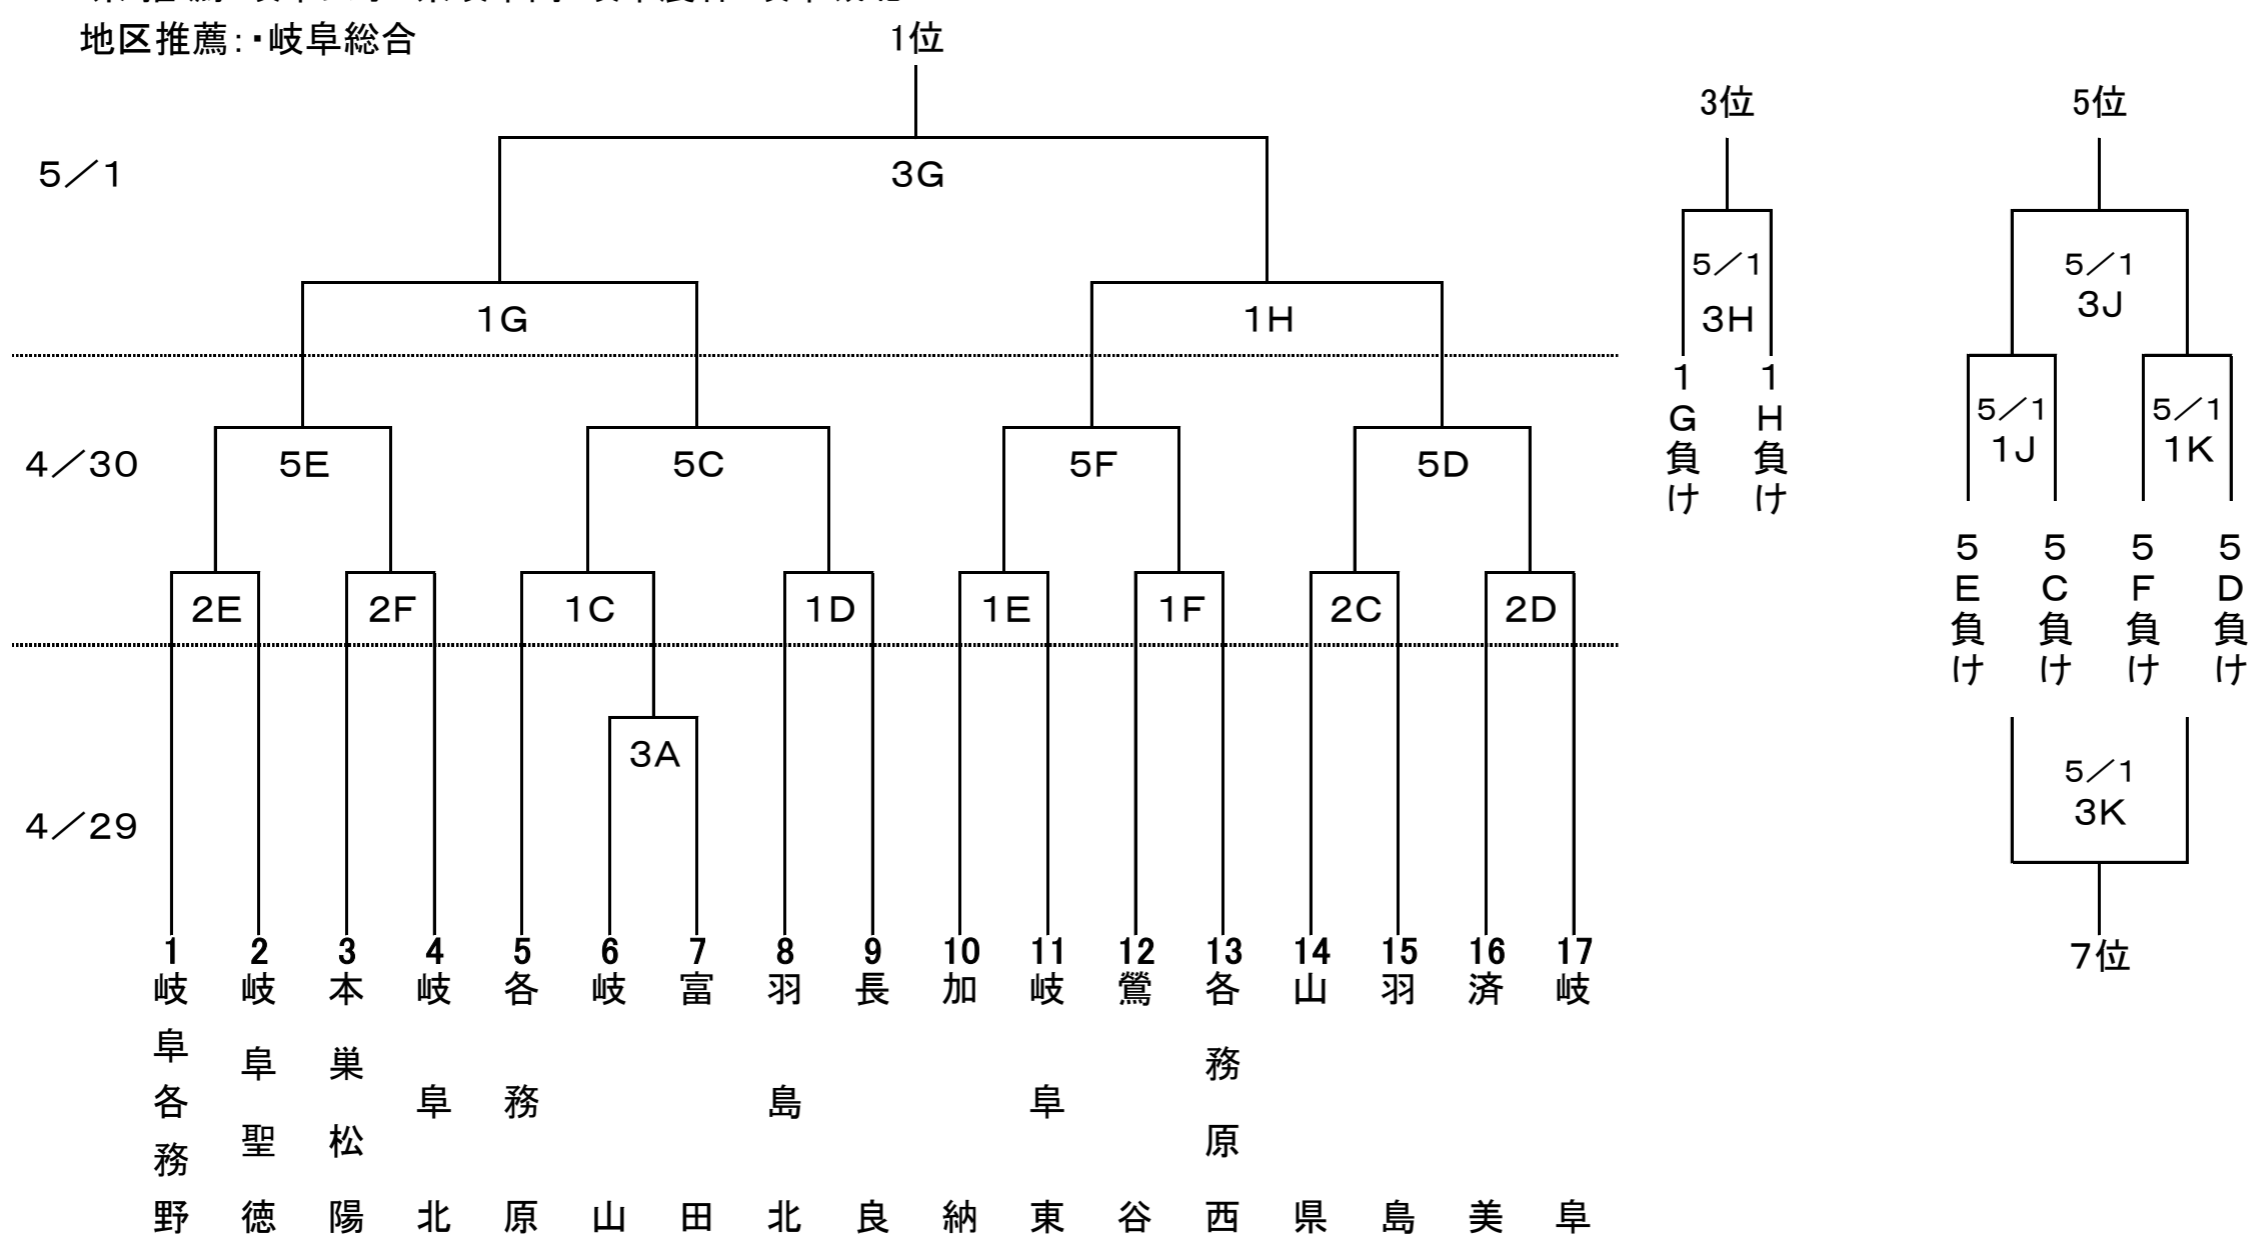 地区推薦：・岐阜総合
1位
3位
5位
5／1
3G
5／1
3H
5／1
3J
1G
1H
1G負け
1H負け
5／1
1J
5／1
1K
4／30
5E
5C
5F
5D
5E負け
5C負け
5F負け
5D負け
2E
2F
1C
1D
1E
1F
2C
2D
3A
5／1
3K
4／29
7位
1 岐阜各務野
2 岐阜聖徳
3 本巣松陽
4 岐阜北
5 各務原
6 岐山
7 富田
8 羽島北
9 長良
10 加納
11 岐阜東
12 鶯谷
13 各務原西
14 山県
15 羽島
16 済美
17 岐阜